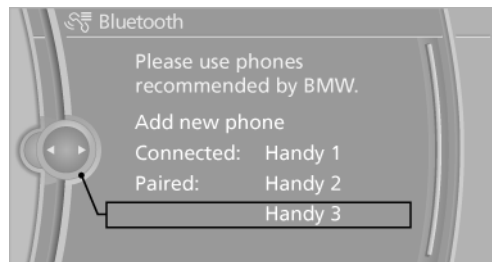 Bluetooth
Please use phones
recommended by BMW.
Add new phone
Connected: Handy 1
Paired: Handy 2
Handy 3